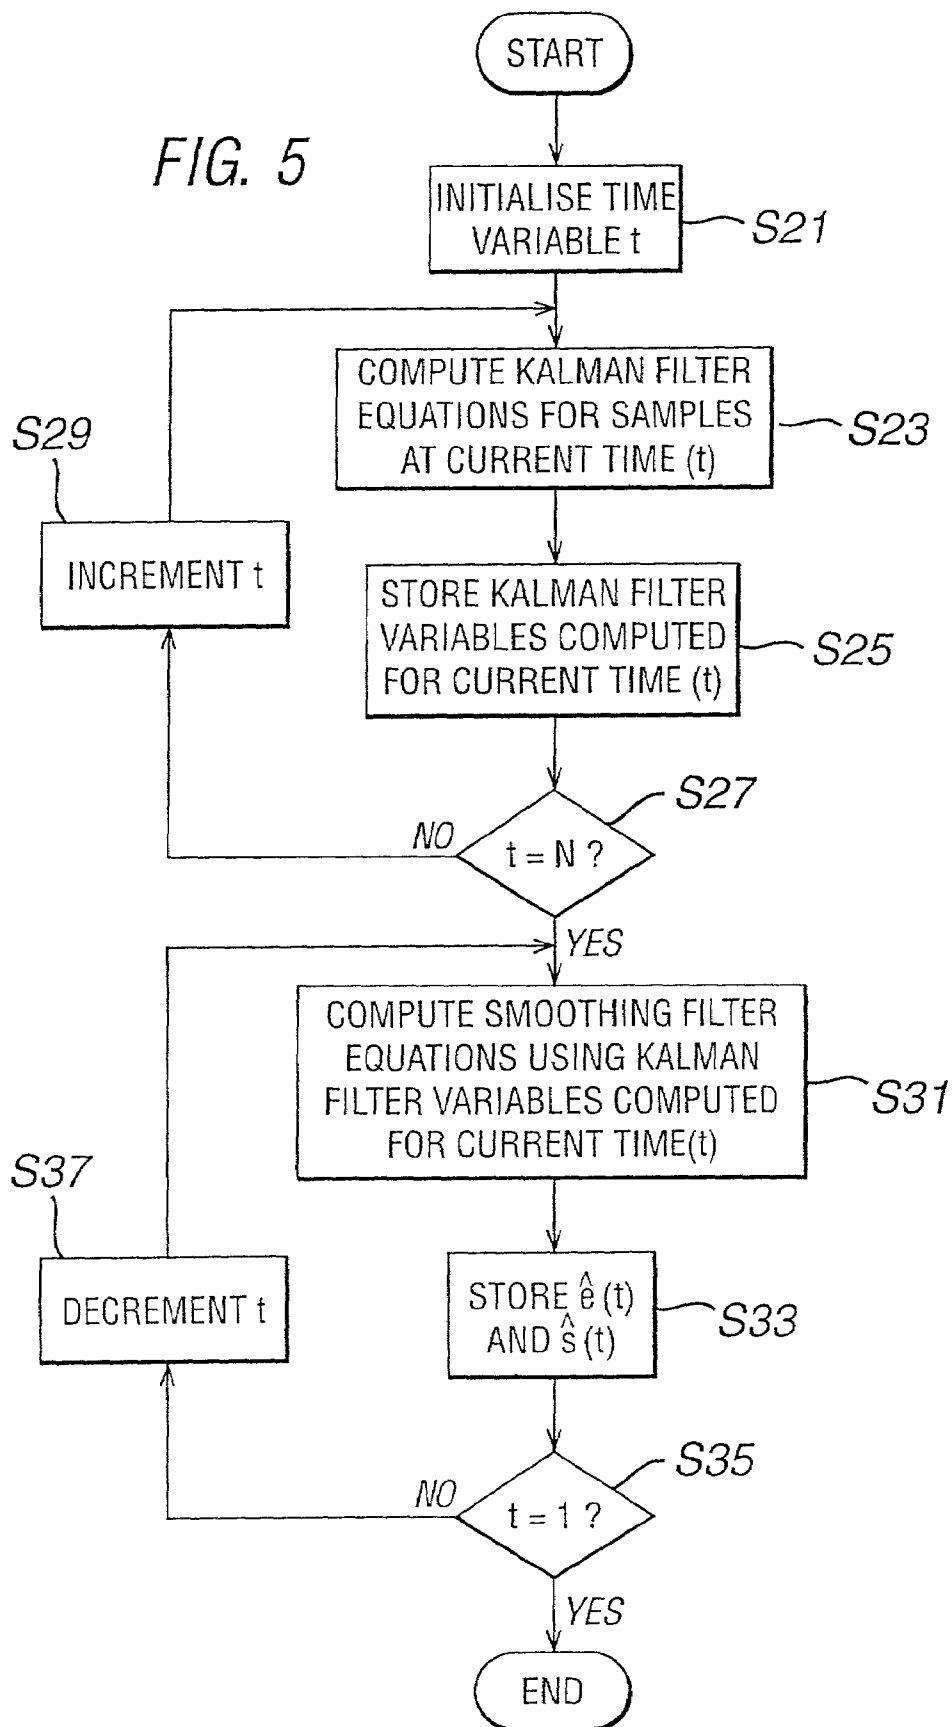 START
FIG. 5
INITIALISE TIME
VARIABLE t
S21
COMPUTE KALMAN FILTER
EQUATIONS FOR SAMPLES
AT CURRENT TIME (t)
S23
S29
INCREMENT t
STORE KALMAN FILTER
VARIABLES COMPUTED
FOR CURRENT TIME (t)
S25
S27
NO
t = N ?
YES
COMPUTE SMOOTHING FILTER
EQUATIONS USING KALMAN
FILTER VARIABLES COMPUTED
FOR CURRENT TIME(t)
S31
S37
DECREMENT t
STORE ê (t)
AND ŝ (t)
S33
S35
NO
t = 1 ?
YES
END